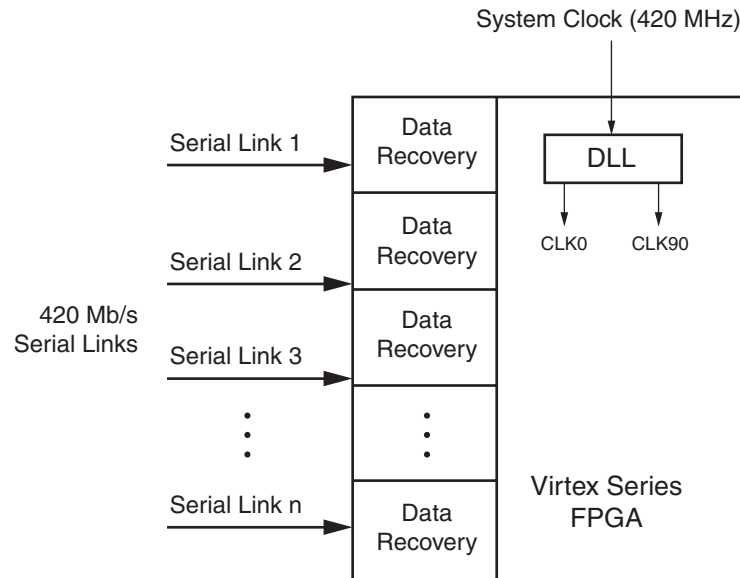 System Clock (420 MHz)
Serial Link 1
Data
Recovery
DLL
CLK0
CLK90
Serial Link 2
Data
Recovery
420 Mb/s
Serial Links
Serial Link 3
Data
Recovery
Serial Link n
Data
Recovery
Virtex Series
FPGA